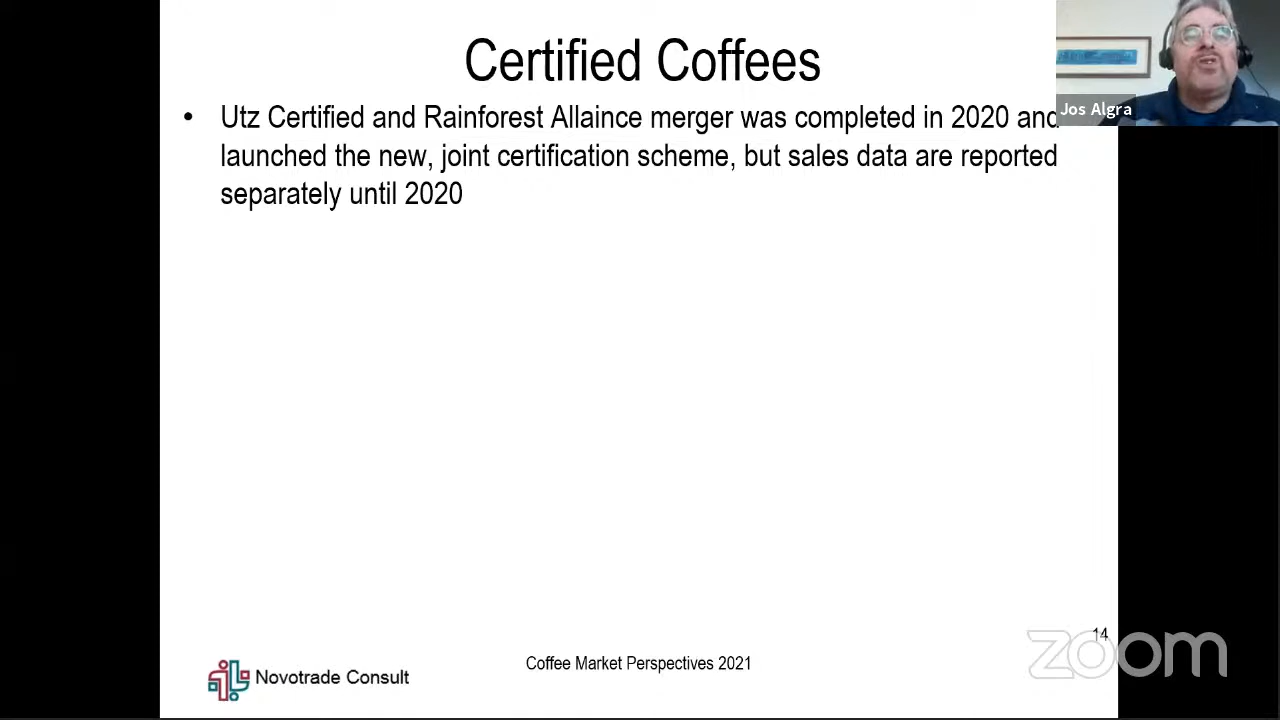 Certified Coffees
Jos Algra
• Utz Certified and Rainforest Allaince merger was completed in 2020 and
launched the new, joint certification scheme, but sales data are reported
separately until 2020
14
zoom
Coffee Market Perspectives 2021
Novotrade Consult